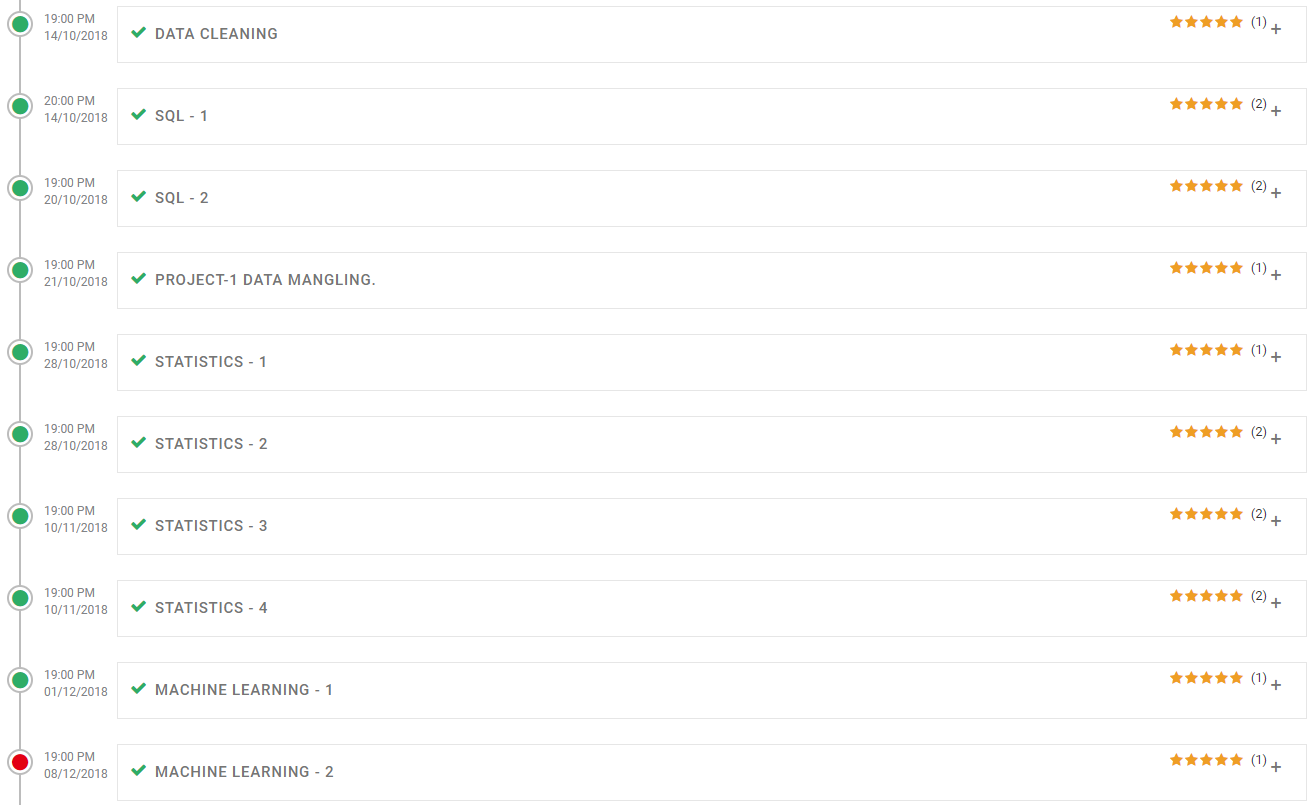 19:00 PM
14/10/2018
DATA CLEANING
(1)
+
20:00 PM
14/10/2018
SQL - 1
(2)
+
19:00 PM
20/10/2018
SQL - 2
(2)
+
19:00 PM
21/10/2018
PROJECT-1 DATA MANGLING.
(1)
+
19:00 PM
28/10/2018
STATISTICS - 1
(1)
+
19:00 PM
28/10/2018
STATISTICS - 2
(2)
+
19:00 PM
10/11/2018
STATISTICS - 3
(2)
+
19:00 PM
10/11/2018
STATISTICS - 4
(2)
+
19:00 PM
01/12/2018
MACHINE LEARNING - 1
(1)
+
19:00 PM
08/12/2018
MACHINE LEARNING - 2
(1)
+